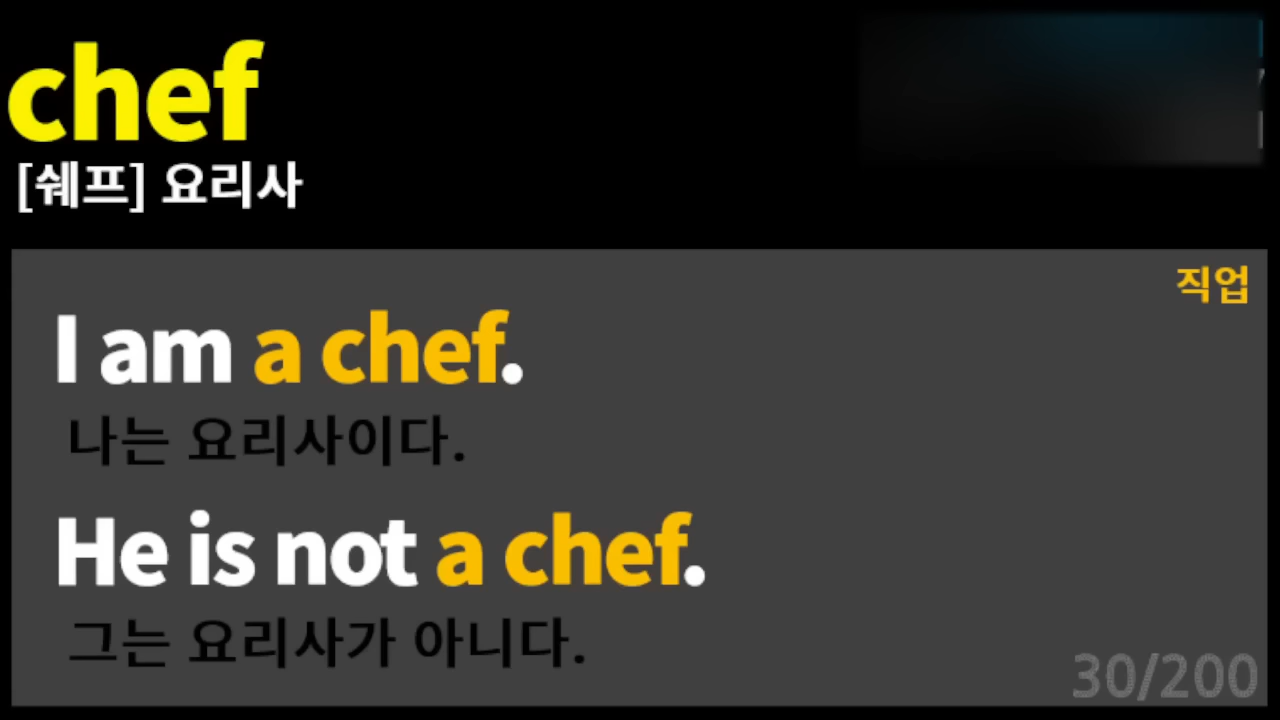 chef
[쉐프] 요리사
직업
I am a chef.
나는 요리사이다.
He is not a chef.
그는 요리사가 아니다.
30/200